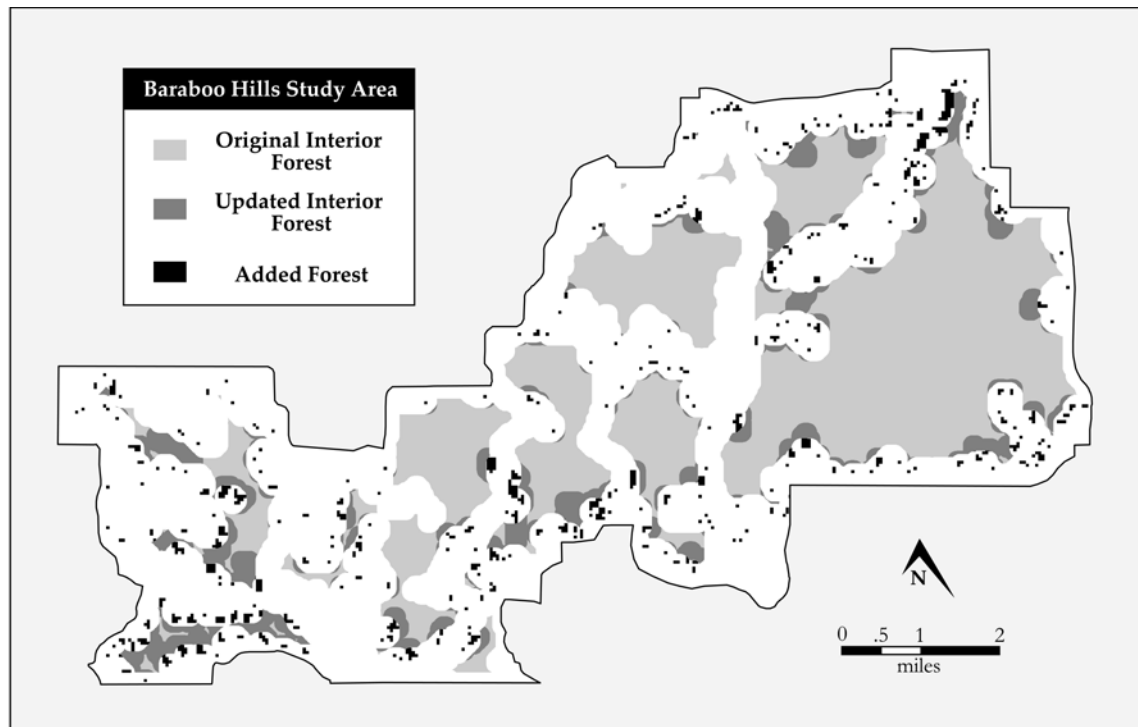 Baraboo Hills Study Area
Original Interior
Forest
Updated Interior
Forest
Added Forest
N
0 .5 1 2
miles